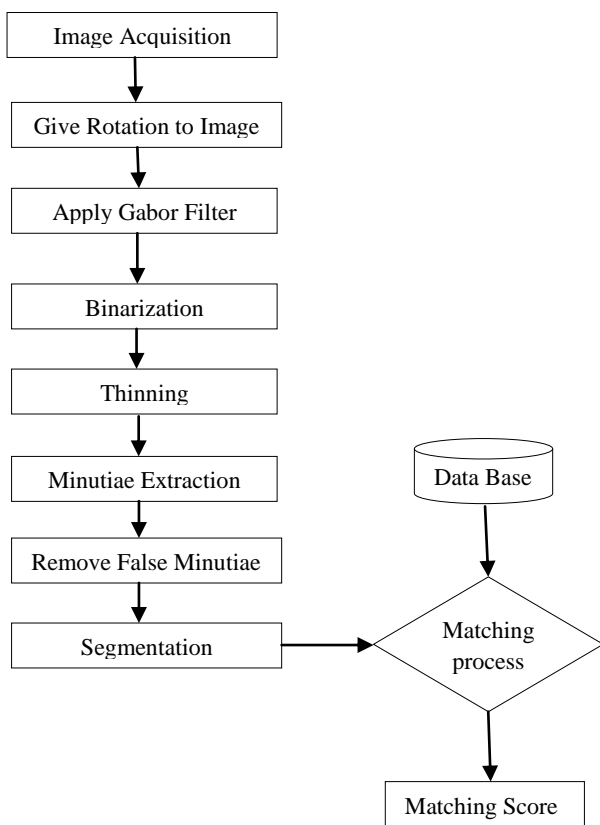 Image Acquisition
Give Rotation to Image
Apply Gabor Filter
Binarization
Thinning
Minutiae Extraction
Remove False Minutiae
Segmentation
Data Base
Matching
process
Matching Score